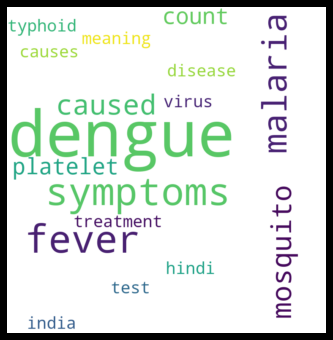 typhoid
count
meaning
causes
disease
caused
virus
dengue
platelet
symptoms
treatment
fever
hindi
test
india
malaria
mosquito